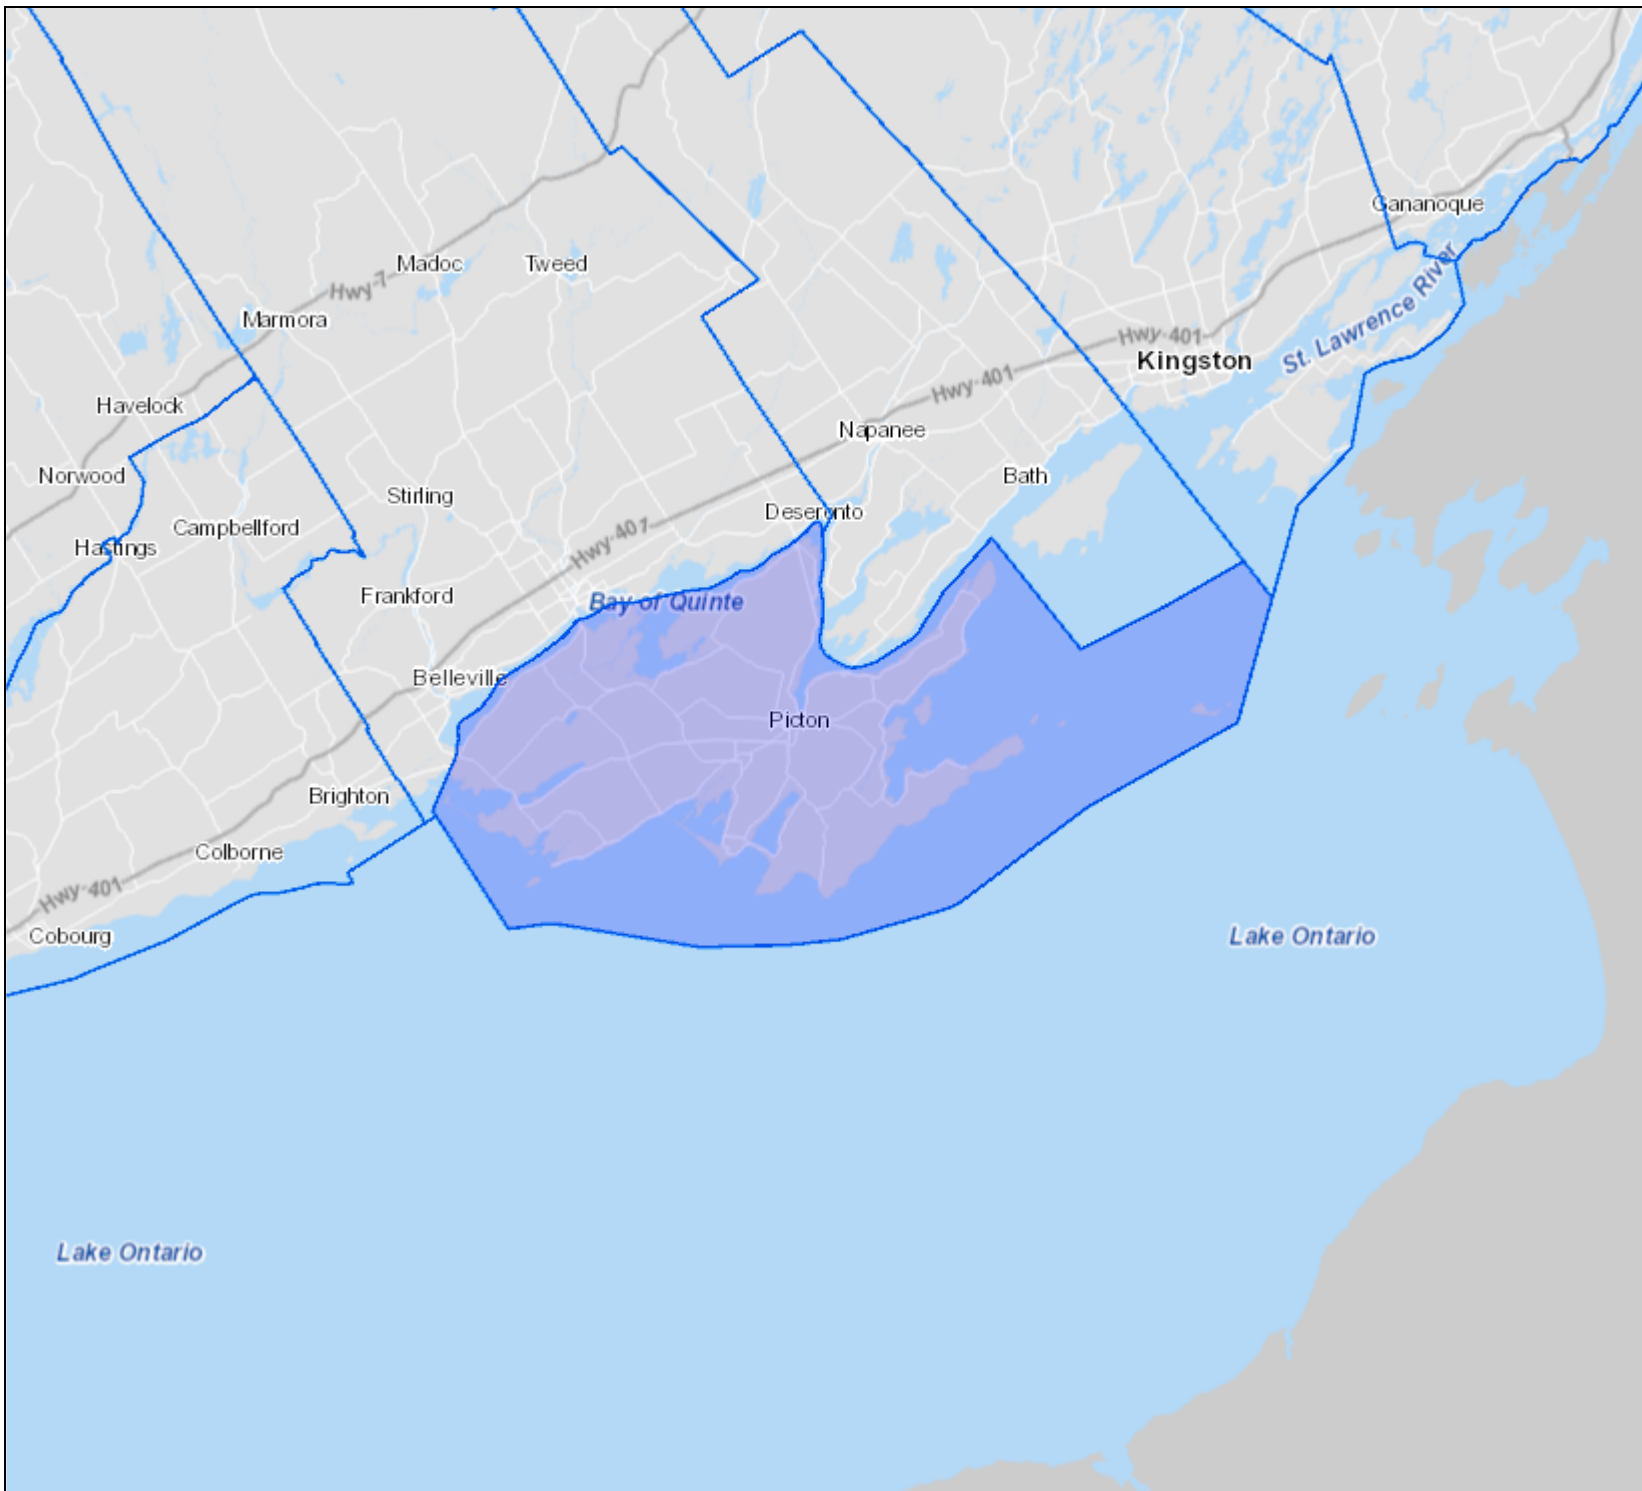 Gananoque
Madoc
Tweed
Hwy-7
Marmora
St. Lawrence River
Hwy-401
Kingston
Hwy-401
Havelock
Napanee
Norwood
Bath
Stirling
Deseronto
Campbellford
Hwy-401
Hastings
Frankford
Bay of Quinte
Belleville
Picton
Brighton
Colborne
Hwy-401
Cobourg
Lake Ontario
Lake Ontario